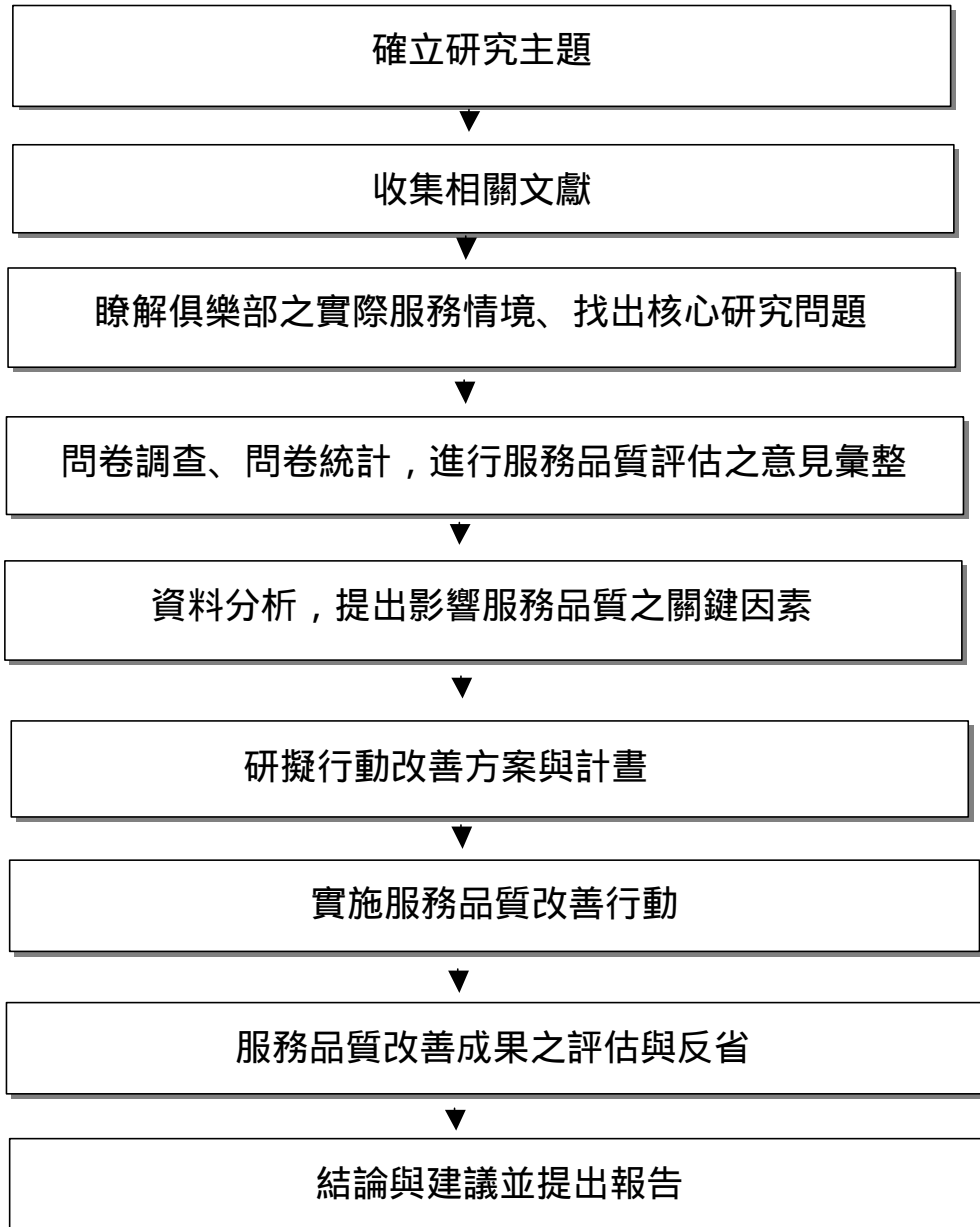 確立研究主題
收集相關文獻
瞭解俱樂部之實際服務情境、找出核心研究問題
問卷調查、問卷統計，進行服務品質評估之意見彙整
資料分析，提出影響服務品質之關鍵因素
研擬行動改善方案與計畫
實施服務品質改善行動
服務品質改善成果之評估與反省
結論與建議並提出報告